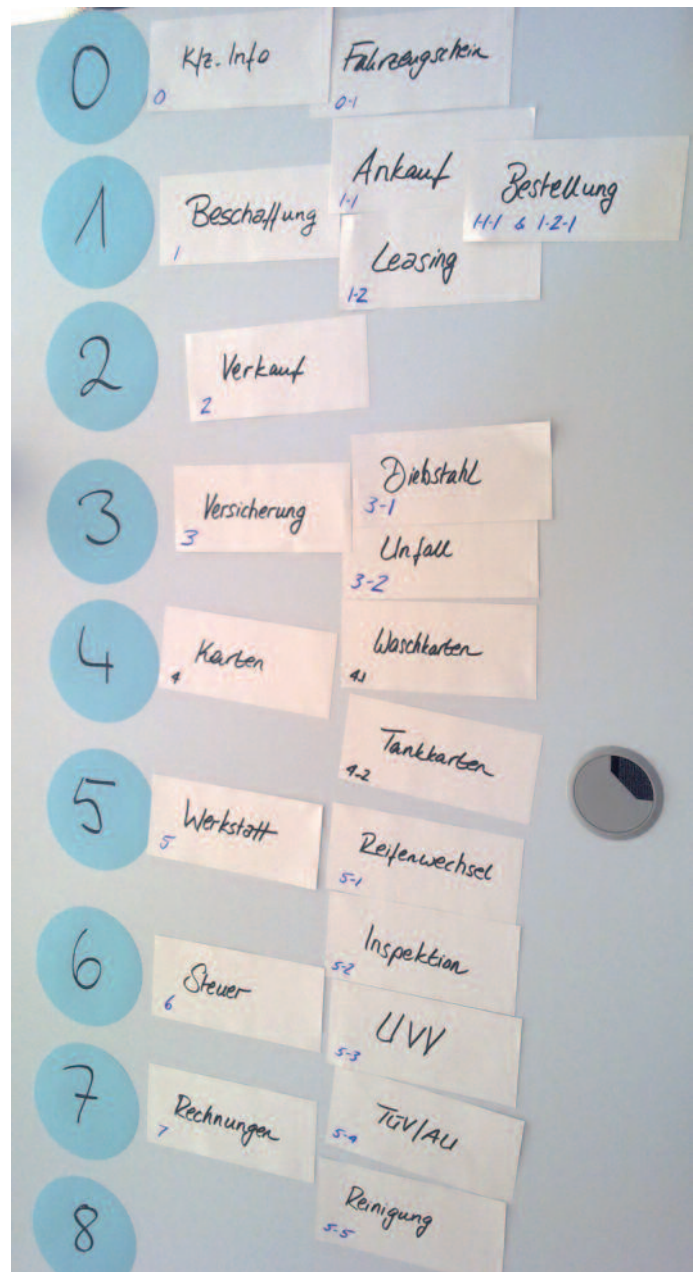 0
Kfz. Info
0
Fahrzeugschein
0-1
1
Beschaffung
1
Ankauf
1-1
Bestellung
1-1-1 & 1-2-1
Leasing
1-2
2
Verkauf
2
3
Versicherung
3
Diebstahl
3-1
Unfall
3-2
4
Karten
4
Waschkarten
4.1
Tankkarten
4-2
5
Werkstatt
5
Reifenwechsel
5-1
Inspektion
5-2
6
Steuer
6
UVV
5-3
7
Rechnungen
7
TÜV/AU
5-4
8
Reinigung
5-5